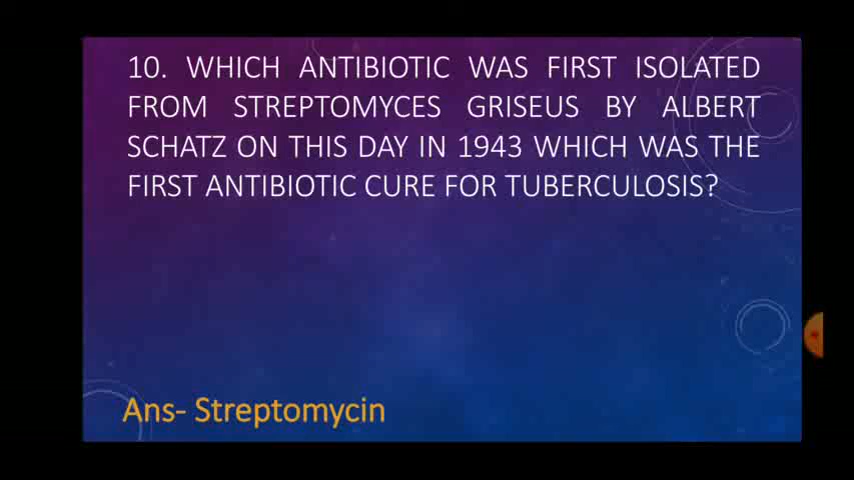 10. WHICH ANTIBIOTIC WAS FIRST ISOLATED
FROM STREPTOMYCES GRISEUS BY ALBERT
SCHATZ ON THIS DAY IN 1943 WHICH WAS THE
FIRST ANTIBIOTIC CURE FOR TUBERCULOSIS?
Ans- Streptomycin